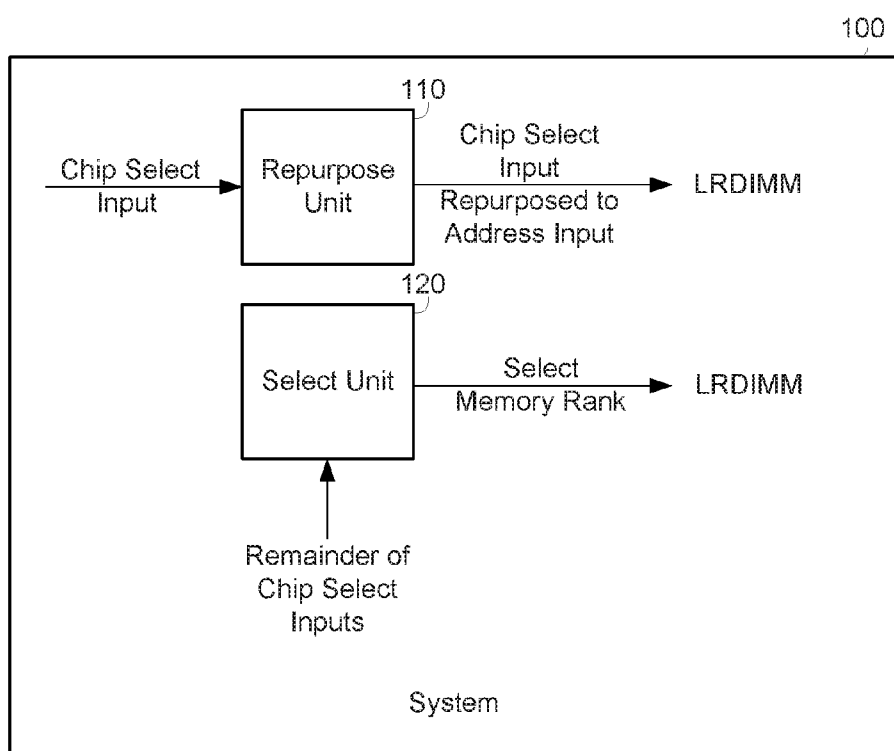 100
110
Chip Select
Input
Repurpose
Unit
Chip Select
Input
Repurposed to
Address Input
LRDIMM
120
Select Unit
Select
Memory Rank
LRDIMM
Remainder of
Chip Select
Inputs
System